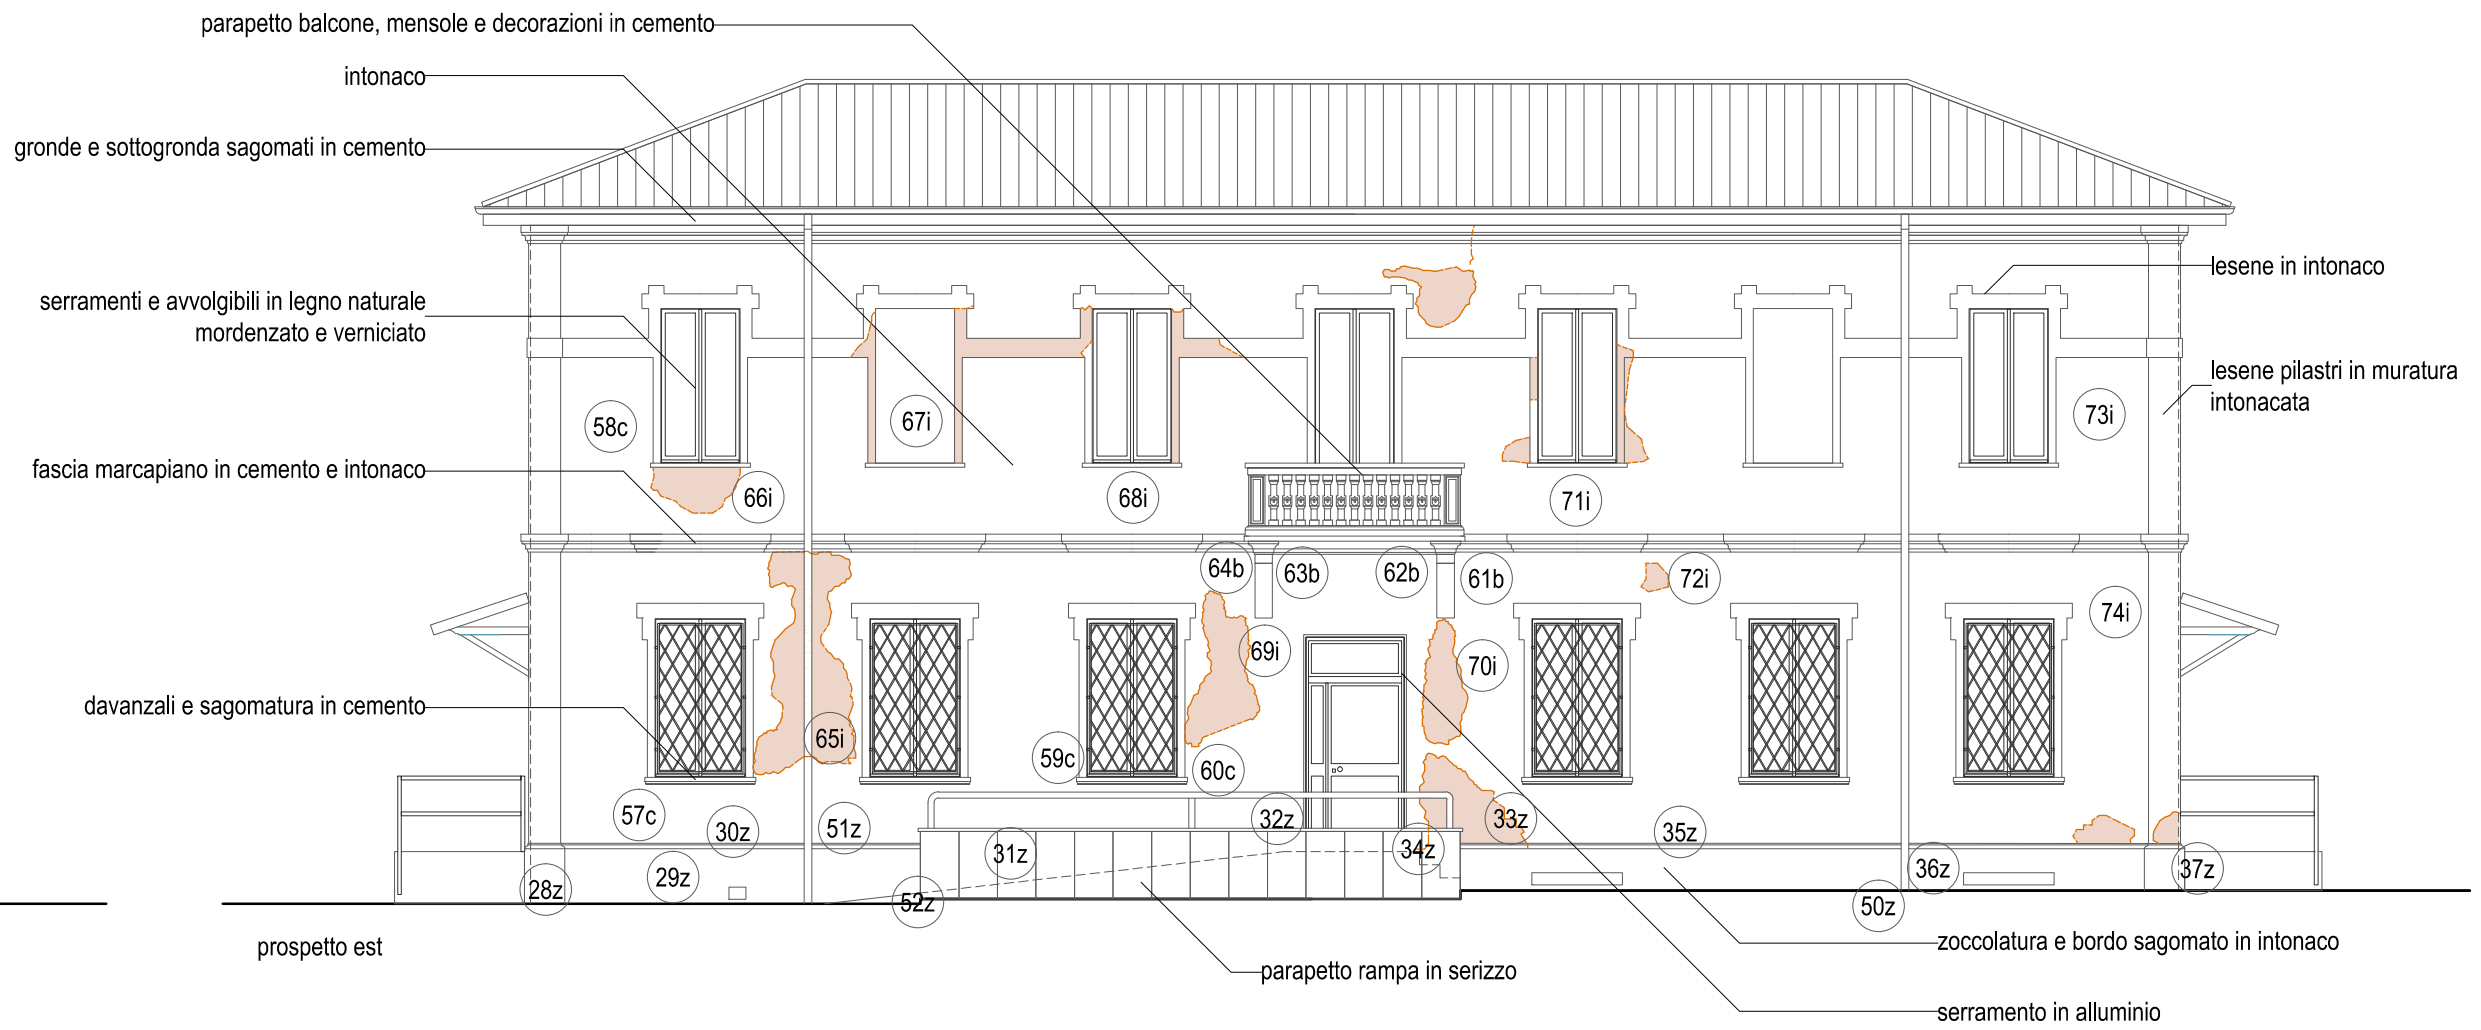 parapetto balcone, mensole e decorazioni in cemento
intonaco
gronde e sottogronda sagomati in cemento
lesene in intonaco
serramenti e avvolgibili in legno naturale
mordenzato e verniciato
lesene pilastri in muratura
intonacata
58c
67i
73i
fascia marcapiano in cemento e intonaco
66i
68i
71i
64b
63b
62b
61b
72i
74i
69i
70i
davanzali e sagomatura in cemento
65i
59c
60c
57c
30z
51z
32z
33z
35z
31z
34z
28z
29z
36z
37z
52z
50z
prospetto est
zoccolatura e bordo sagomato in intonaco
parapetto rampa in serizzo
serramento in alluminio